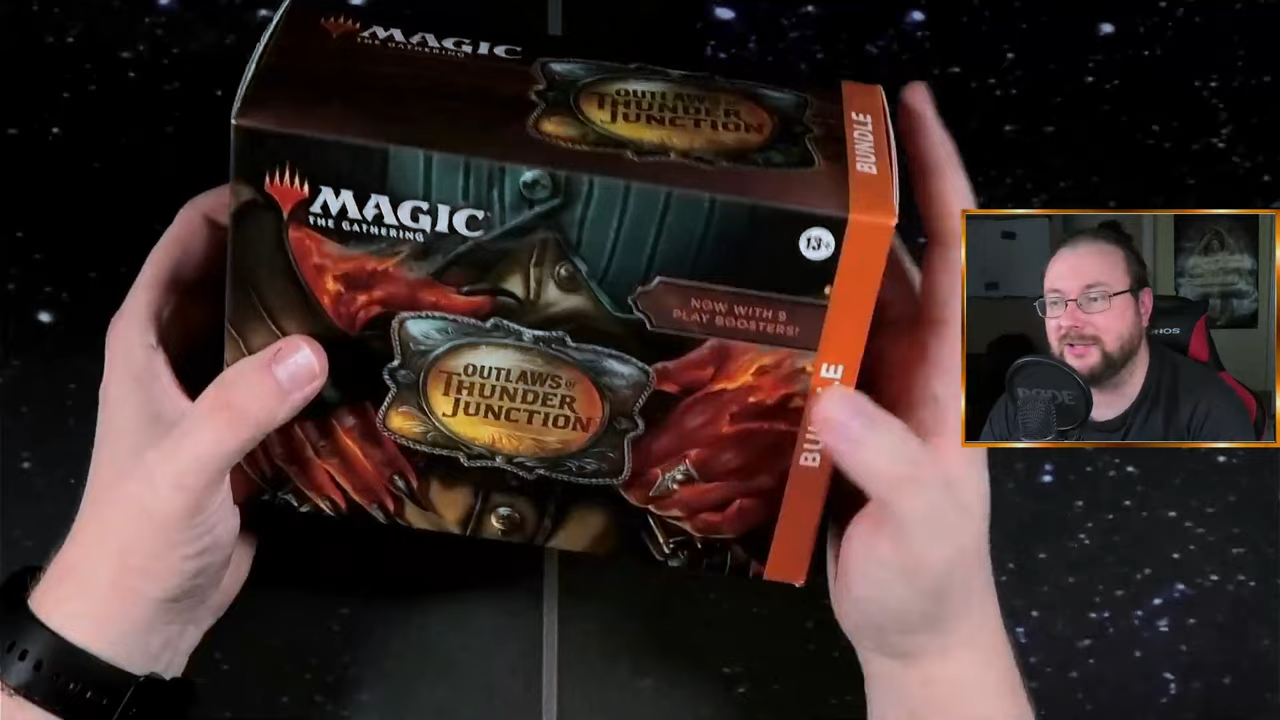 MAGIC
THE GATHERING
OUTLAWS OF
THUNDER
JUNCTION
BUNDLE
MAGIC
THE GATHERING
13+
NOW WITH 9
PLAY BOOSTERS!
OUTLAWS OF
THUNDER
JUNCTION
RODE